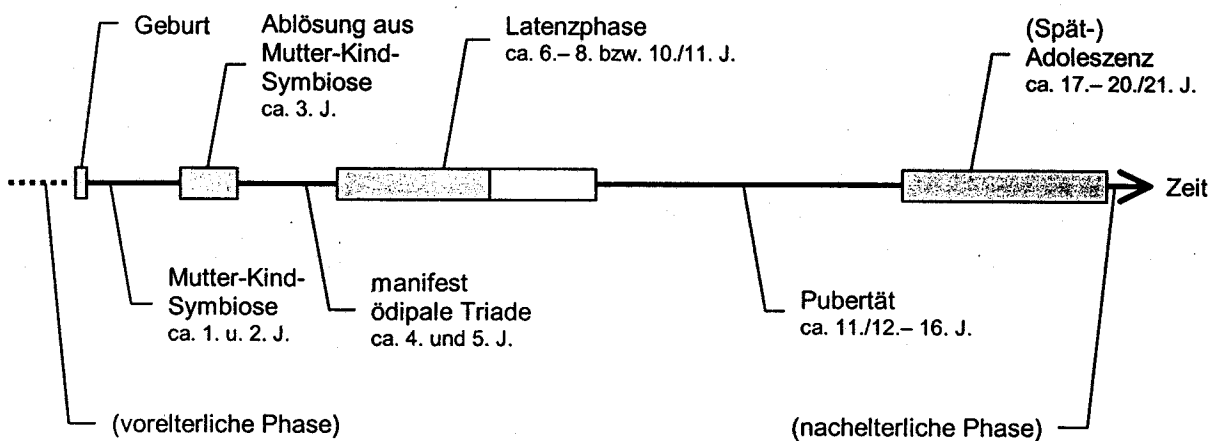 Geburt
Ablösung aus
Mutter-Kind-
Symbiose
ca. 3. J.
Latenzphase
ca. 6.– 8. bzw. 10./11. J.
(Spät-)
Adoleszenz
ca. 17.– 20./21. J.
Zeit
Mutter-Kind-
Symbiose
ca. 1. u. 2. J.
manifest
ödipale Triade
ca. 4. und 5. J.
Pubertät
ca. 11./12.– 16. J.
(vorelterliche Phase)
(nachelterliche Phase)